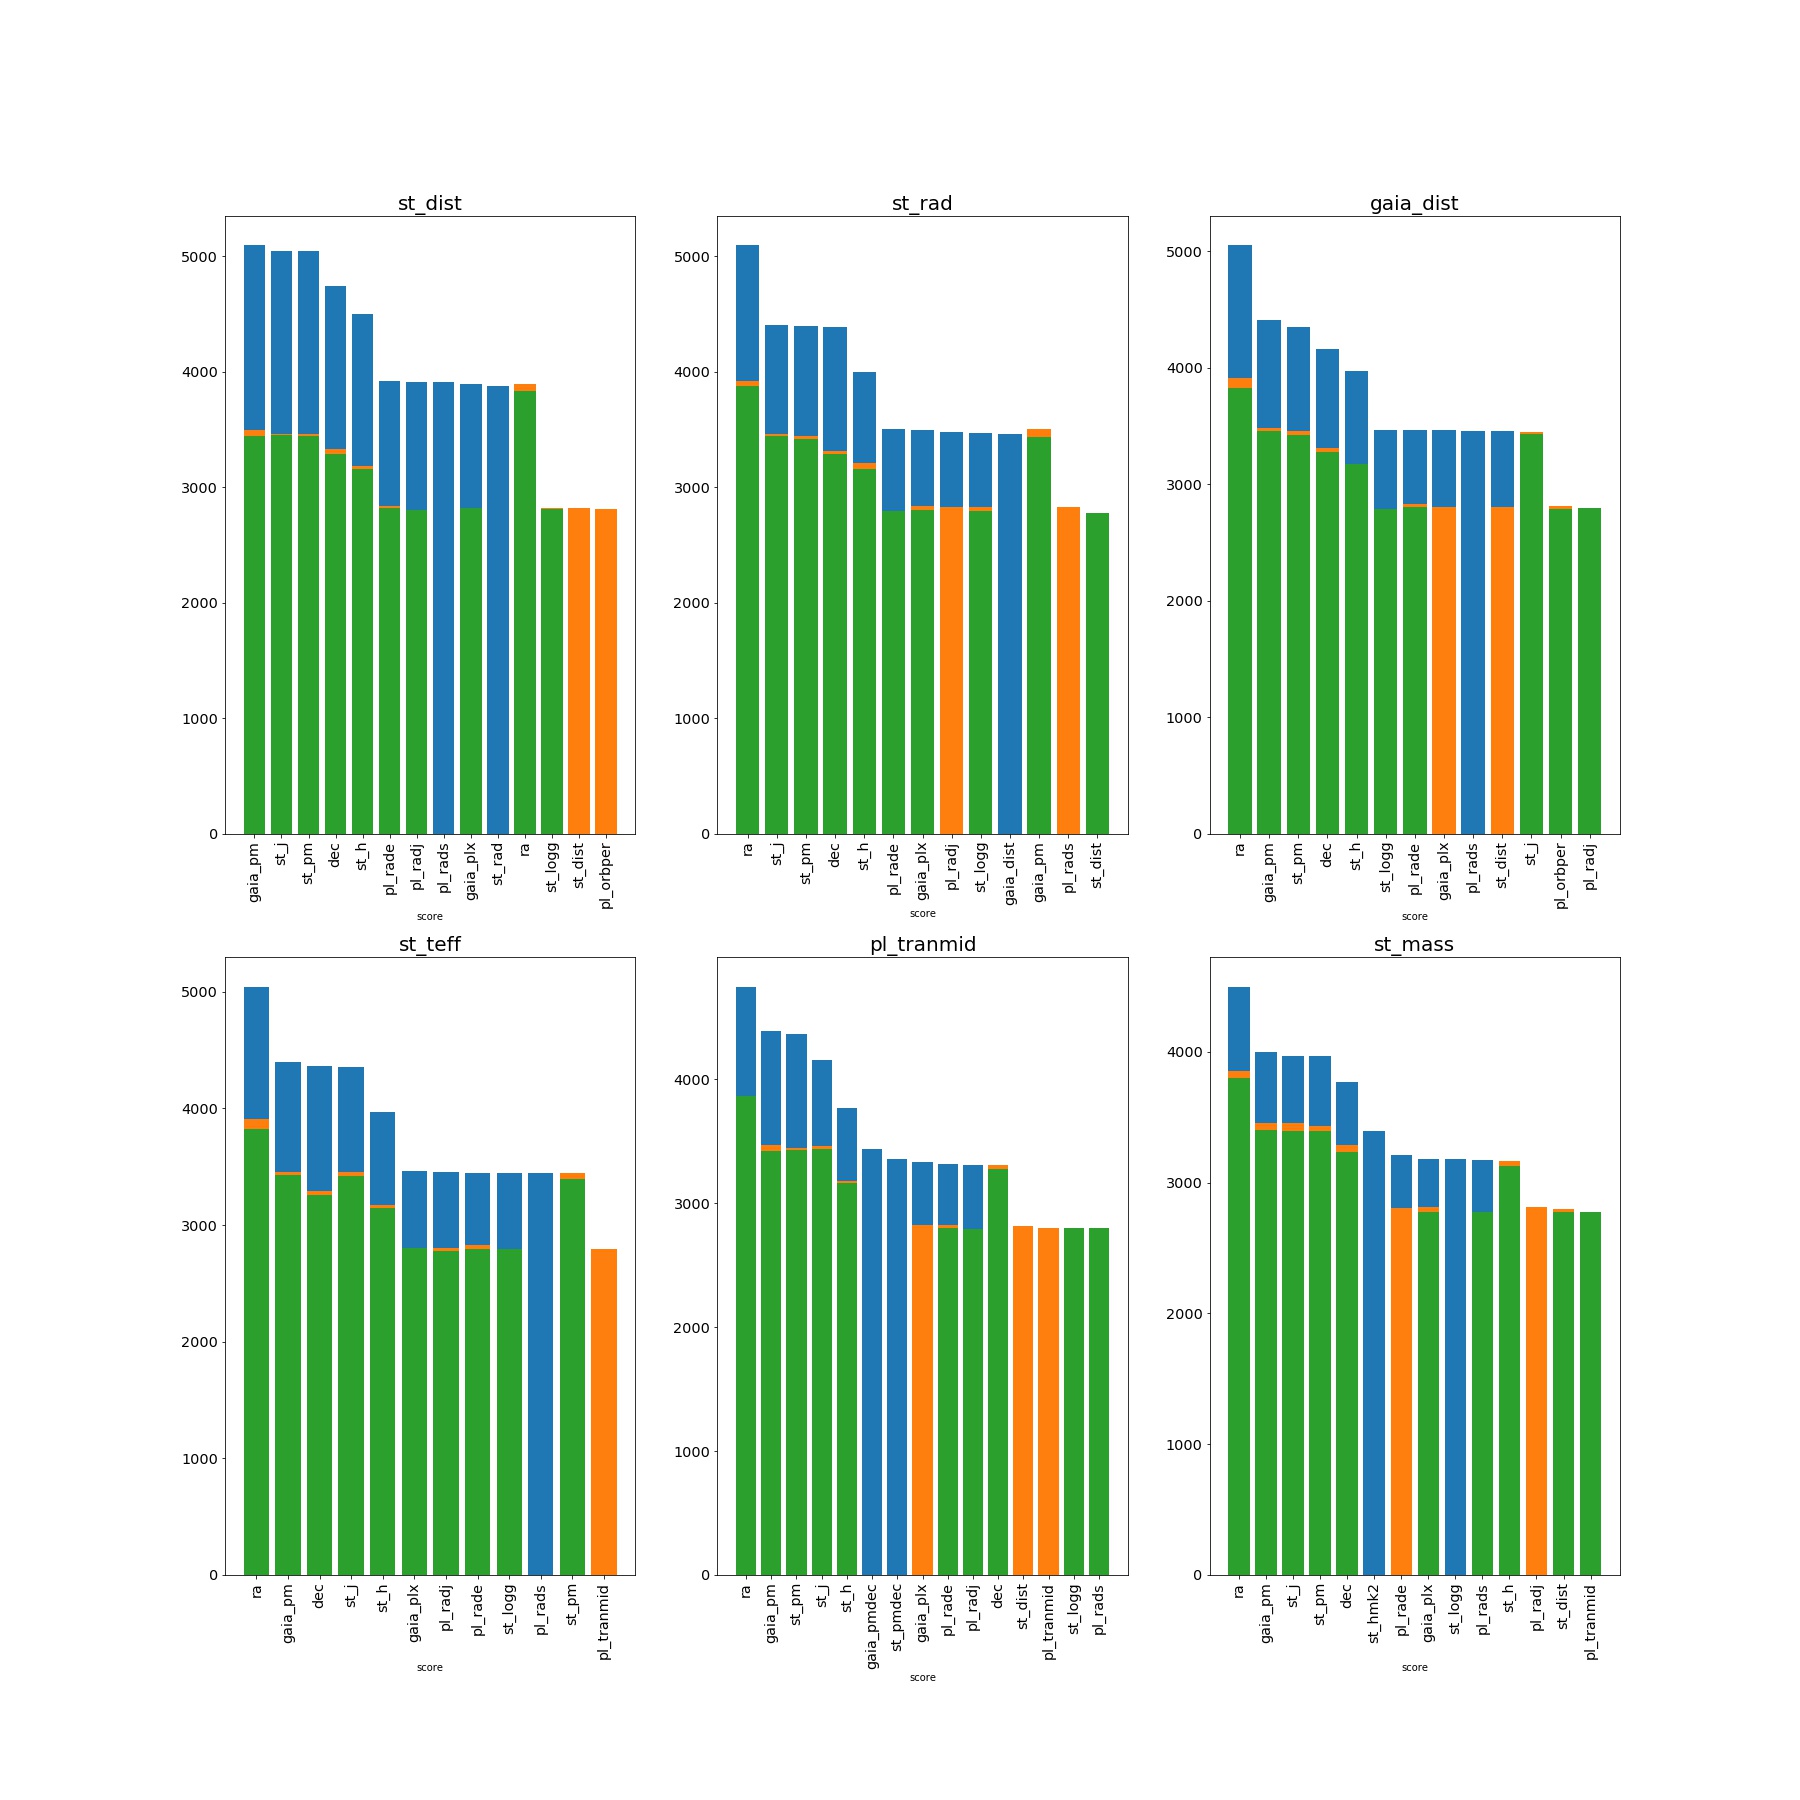 st_dist
5000
4000
3000
2000
1000
0
gaia_pm
st_j
st_pm
dec
st_h
pl_rade
pl_radj
pl_rads
gaia_plx
st_rad
ra
st_logg
st_dist
pl_orbper
score
st_rad
5000
4000
3000
2000
1000
0
ra
st_j
st_pm
dec
st_h
pl_rade
gaia_plx
pl_radj
st_logg
gaia_dist
gaia_pm
pl_rads
st_dist
score
gaia_dist
5000
4000
3000
2000
1000
0
ra
gaia_pm
st_pm
dec
st_h
st_logg
pl_rade
gaia_plx
pl_rads
st_dist
st_j
pl_orbper
pl_radj
score
st_teff
5000
4000
3000
2000
1000
0
ra
gaia_pm
dec
st_j
st_h
gaia_plx
pl_radj
pl_rade
st_logg
pl_rads
st_pm
pl_tranmid
score
pl_tranmid
4000
3000
2000
1000
0
ra
gaia_pm
st_pm
st_j
st_h
gaia_pmdec
st_pmdec
gaia_plx
pl_rade
pl_radj
dec
st_dist
pl_tranmid
st_logg
pl_rads
score
st_mass
4000
3000
2000
1000
0
ra
gaia_pm
st_j
st_pm
dec
st_hmk2
pl_rade
gaia_plx
st_logg
pl_rads
st_h
pl_radj
st_dist
pl_tranmid
score